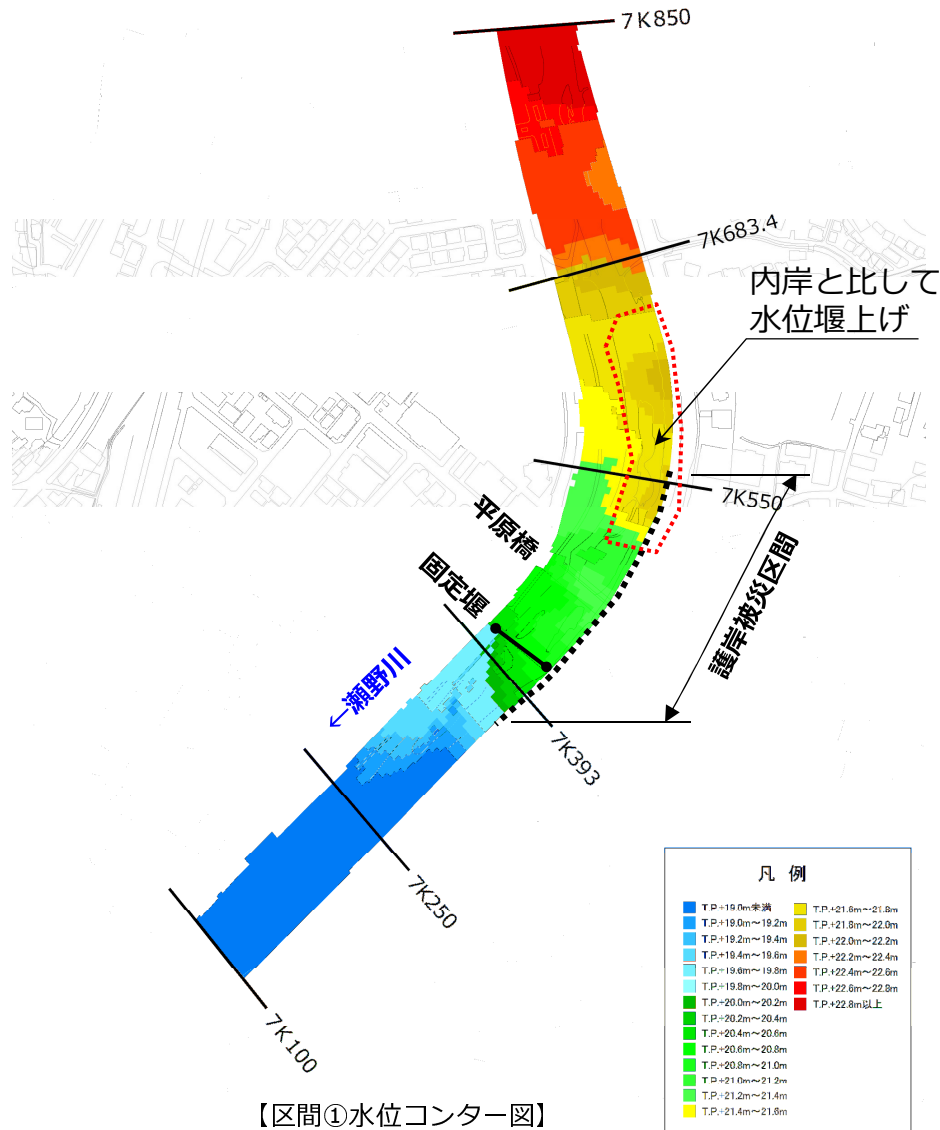 7K850
7K683.4
内岸と比して
水位堰上げ
7K550
平原橋
固定堰
護岸被災区間
←瀬野川
7K393
7K250
7K100
凡 例
T.P.+19.0m未満
T.P.+19.0m～19.2m
T.P.+19.2m～19.4m
T.P.+19.4m～19.6m
T.P.+19.6m～19.8m
T.P.+19.8m～20.0m
T.P.+20.0m～20.2m
T.P.+20.2m～20.4m
T.P.+20.4m～20.6m
T.P.+20.6m～20.8m
T.P.+20.8m～21.0m
T.P.+21.0m～21.2m
T.P.+21.2m～21.4m
T.P.+21.4m～21.6m
T.P.+21.6m～21.8m
T.P.+21.8m～22.0m
T.P.+22.0m～22.2m
T.P.+22.2m～22.4m
T.P.+22.4m～22.6m
T.P.+22.6m～22.8m
T.P.+22.8m以上
【区間①水位コンター図】